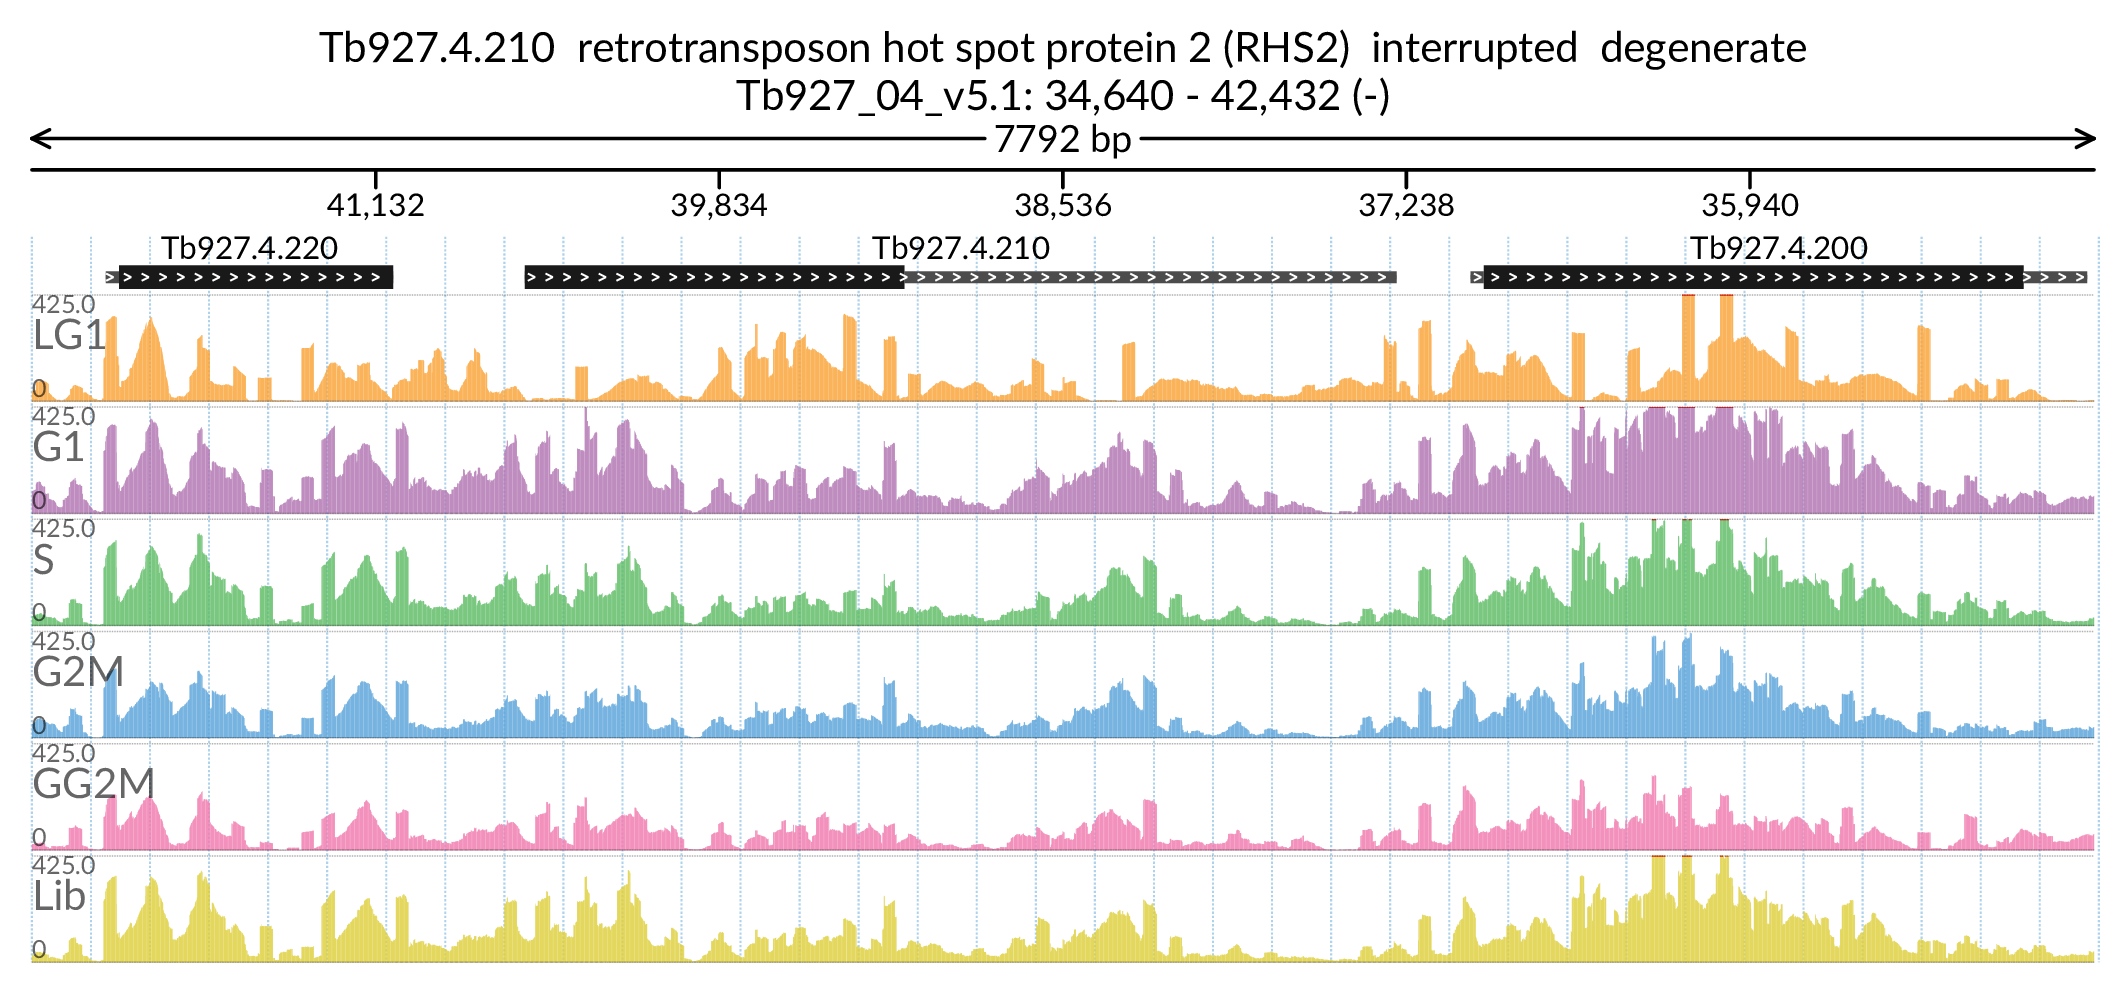 Tb927.4.210 retrotransposon hot spot protein 2 (RHS2) interrupted degenerate
Tb927_04_v5.1: 34,640 - 42,432 (-)
7792 bp
41,132 39,834 38,536 37,238 35,940
Tb927.4.220 Tb927.4.210 Tb927.4.200
425.0
LG1
0
425.0
G1
0
425.0
S
0
425.0
G2M
0
425.0
GG2M
0
425.0
Lib
0